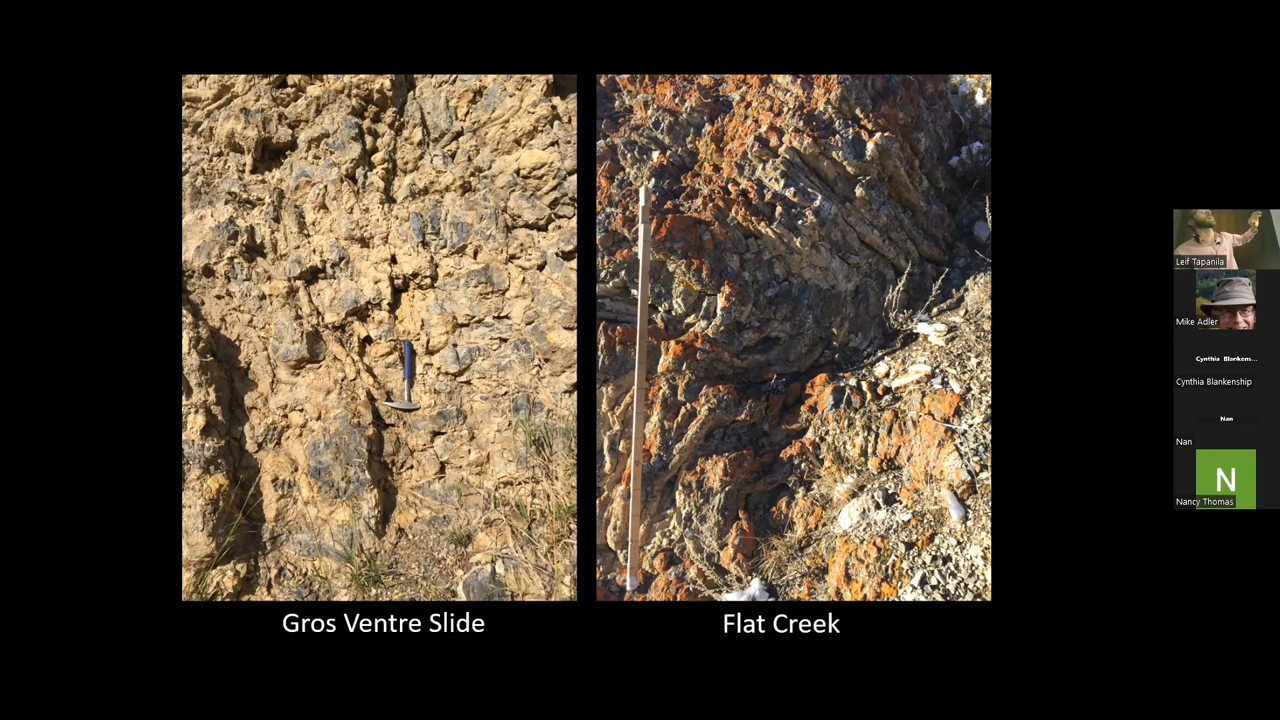 Gros Ventre Slide
Flat Creek
Leif Tapanila
Mike Adler
Cynthia Blankens...
Cynthia Blankenship
Nan
Nan
N
Nancy Thomas